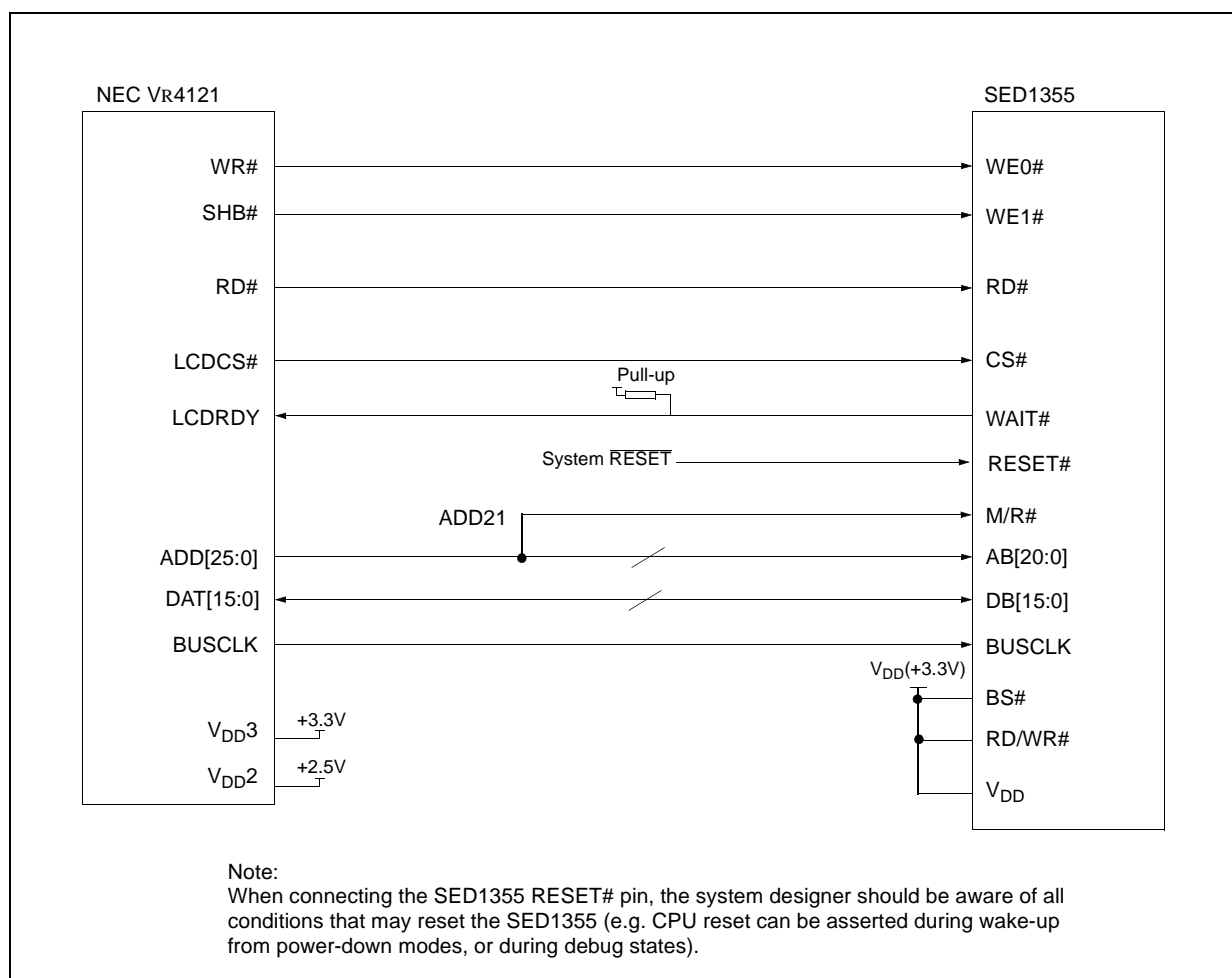 NEC VR4121
SED1355
WR#
WE0#
SHB#
WE1#
RD#
RD#
LCDCS#
CS#
Pull-up
LCDRDY
WAIT#
System RESET
RESET#
ADD21
M/R#
ADD[25:0]
AB[20:0]
DAT[15:0]
DB[15:0]
BUSCLK
BUSCLK
VDD(+3.3V)
BS#
VDD3
+3.3V
RD/WR#
VDD2
+2.5V
VDD
Note:
When connecting the SED1355 RESET# pin, the system designer should be aware of all
conditions that may reset the SED1355 (e.g. CPU reset can be asserted during wake-up
from power-down modes, or during debug states).